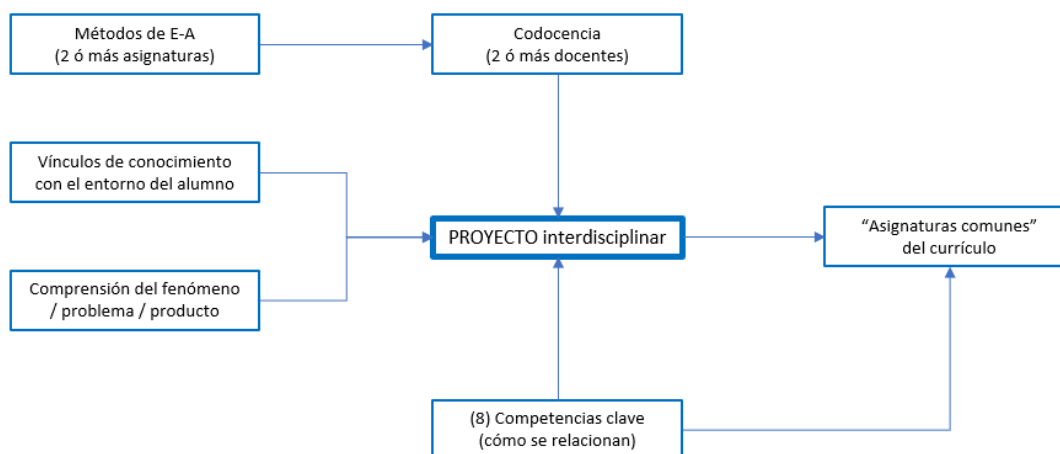 Métodos de E-A
(2 ó más asignaturas)
Codocencia
(2 ó más docentes)
Vínculos de conocimiento
con el entorno del alumno
PROYECTO interdisciplinar
“Asignaturas comunes”
del currículo
Comprensión del fenómeno
/ problema / producto
(8) Competencias clave
(cómo se relacionan)